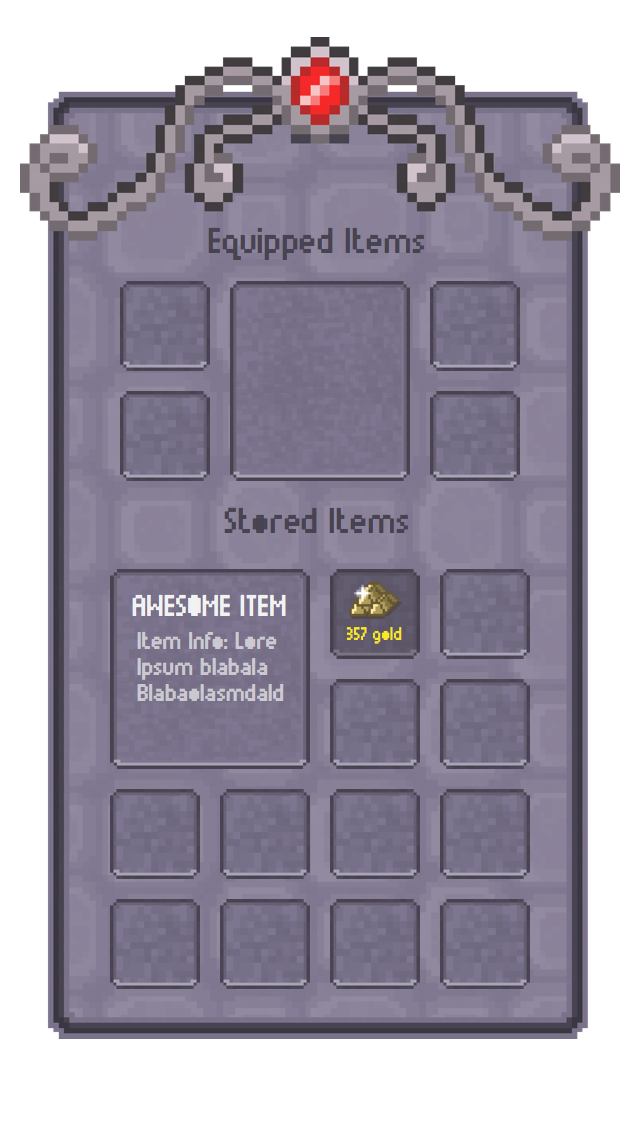 Equipped Items
Stored Items
AWESOME ITEM
Item Info: Lore
Ipsum blabala
Blabaolasmdald
357 gold